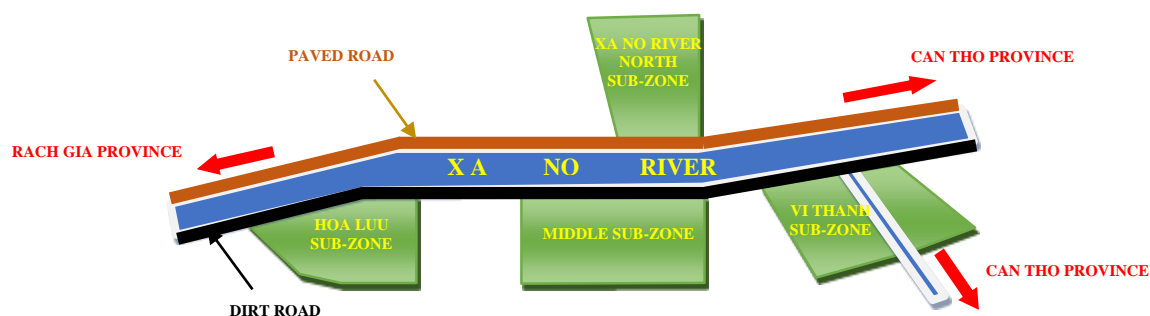 XA NO RIVER
NORTH
SUB-ZONE
PAVED ROAD
CAN THO PROVINCE
RACH GIA PROVINCE
X A NO RIVER
HOA LUU
SUB-ZONE
MIDDLE SUB-ZONE
VI THANH
SUB-ZONE
CAN THO PROVINCE
DIRT ROAD